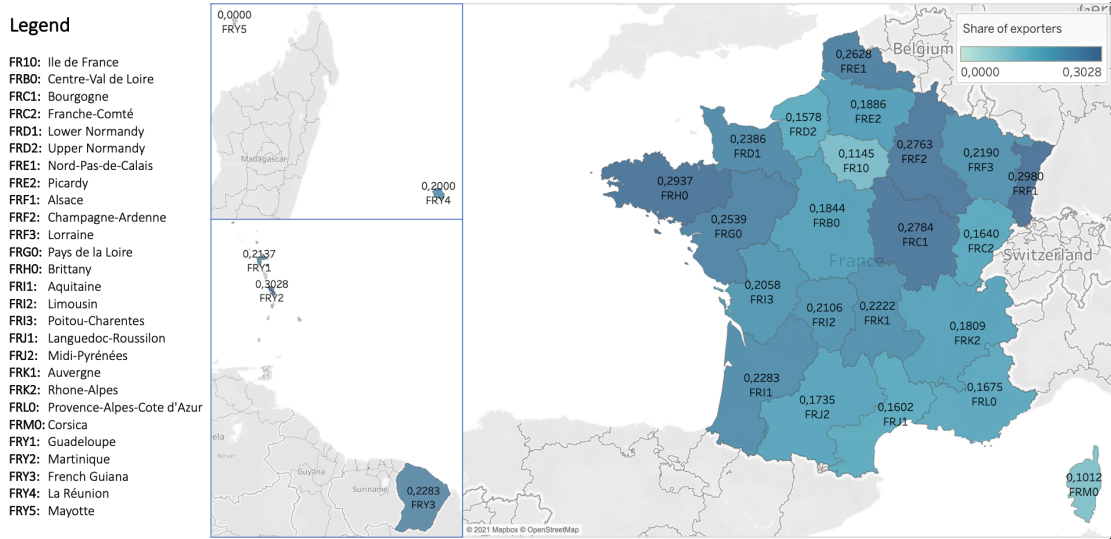 Legend
FR10: Ile de France
FRB0: Centre-Val de Loire
FRC1: Bourgogne
FRC2: Franche-Comté
FRD1: Lower Normandy
FRD2: Upper Normandy
FRE1: Nord-Pas-de-Calais
FRE2: Picardy
FRF1: Alsace
FRF2: Champagne-Ardenne
FRF3: Lorraine
FRG0: Pays de la Loire
FRH0: Brittany
FRI1: Aquitaine
FRI2: Limousin
FRI3: Poitou-Charentes
FRJ1: Languedoc-Roussilon
FRJ2: Midi-Pyrénées
FRK1: Auvergne
FRK2: Rhone-Alpes
FRL0: Provence-Alpes-Cote d'Azur
FRM0: Corsica
FRY1: Guadeloupe
FRY2: Martinique
FRY3: French Guiana
FRY4: La Réunion
FRY5: Mayotte
0,0000
FRY5
Madagascar
0,2000
FRY4
0,2137
FRY1
0,3028
FRY2
Guyana
Suriname
0,2283
FRY3
© 2021 Mapbox © OpenStreetMap
Share of exporters
0,0000 0,3028
Belgium
0,2628
FRE1
0,1886
FRE2
0,1578
FRD2
0,2386
FRD1
0,1145
FR10
0,2763
FRF2
0,2190
FRF3
0,2980
FRF1
0,2937
FRH0
0,2539
FRG0
0,1844
FRB0
0,2784
FRC1
0,1640
FRC2
France
Switzerland
0,2058
FRI3
0,2106
FRI2
0,2222
FRK1
0,1809
FRK2
0,2283
FRI1
0,1735
FRJ2
0,1602
FRJ1
0,1675
FRL0
0,1012
FRM0